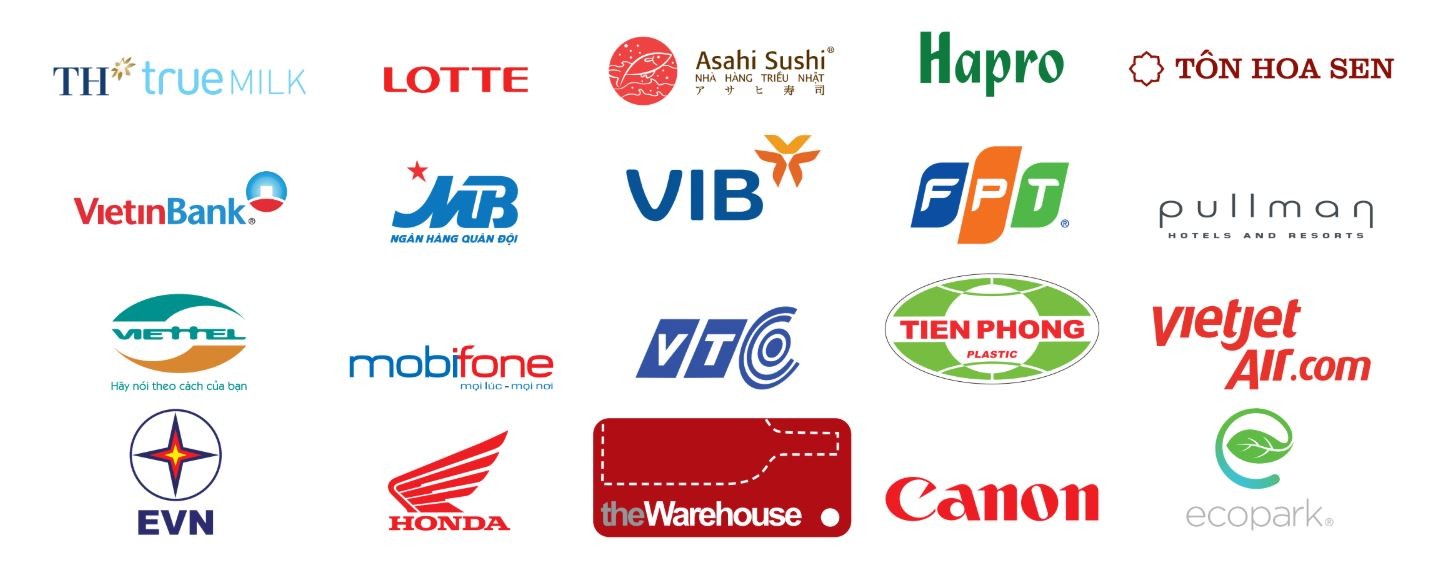 TH true MILK
LOTTE
Asahi Sushi®
NHÀ HÀNG TRIỀU NHẬT
アサヒ寿司
Hapro
TÔN HOA SEN
VietinBank®
MB
NGÂN HÀNG QUÂN ĐỘI
VIB
FPT®
pullman
HOTELS AND RESORTS
VIETTEL
Hãy nói theo cách của bạn
mobifone
mọi lúc - mọi nơi
VTC
TIEN PHONG
PLASTIC
vietjet
Air.com
EVN
HONDA
theWarehouse
Canon
ecopark®